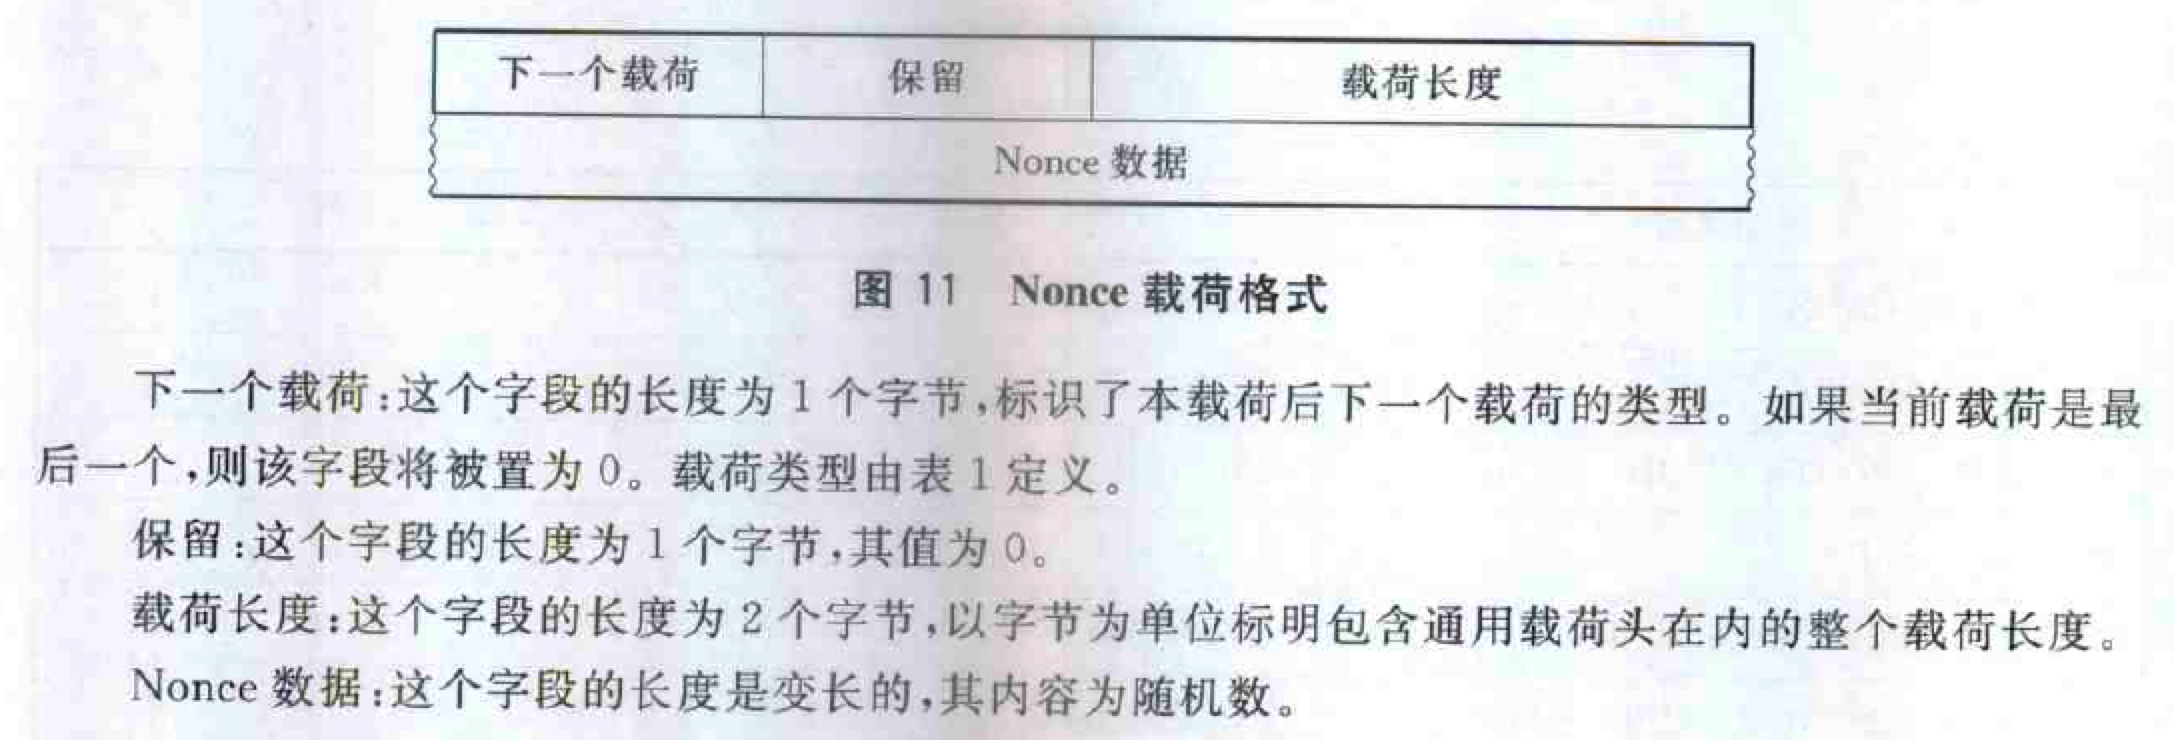 下一个载荷 保留 载荷长度
Nonce 数据
图 11 Nonce 载荷格式
下一个载荷:这个字段的长度为 1 个字节,标识了本载荷后下一个载荷的类型。如果当前载荷是最
后一个,则该字段将被置为 0。载荷类型由表 1 定义。
保留:这个字段的长度为 1 个字节,其值为 0。
载荷长度:这个字段的长度为 2 个字节,以字节为单位标明包含通用载荷头在内的整个载荷长度。
Nonce 数据:这个字段的长度是变长的,其内容为随机数。